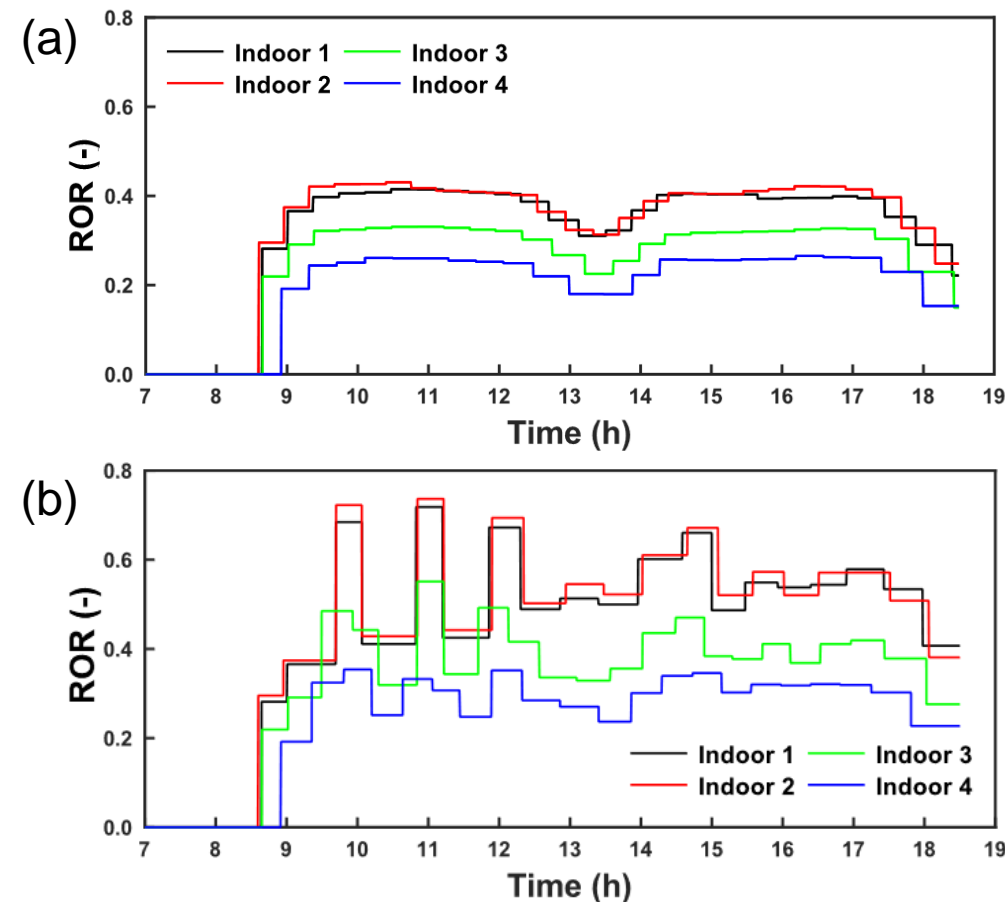 (a)
ROR (-)
0.8
0.6
0.4
0.2
0.0
Indoor 1 Indoor 3
Indoor 2 Indoor 4
7 8 9 10 11 12 13 14 15 16 17 18 19
Time (h)
(b)
ROR (-)
0.8
0.6
0.4
0.2
0.0
Indoor 1 Indoor 3
Indoor 2 Indoor 4
7 8 9 10 11 12 13 14 15 16 17 18 19
Time (h)